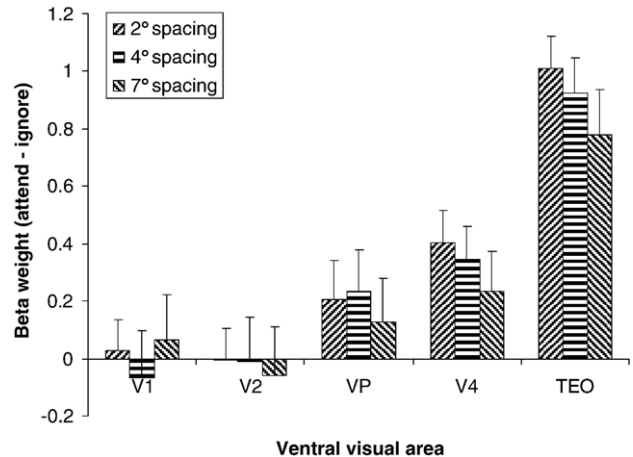 1.2
1
0.8
0.6
0.4
0.2
0
-0.2
Beta weight (attend - ignore)
2° spacing
4° spacing
7° spacing
V1 V2 VP V4 TEO
Ventral visual area